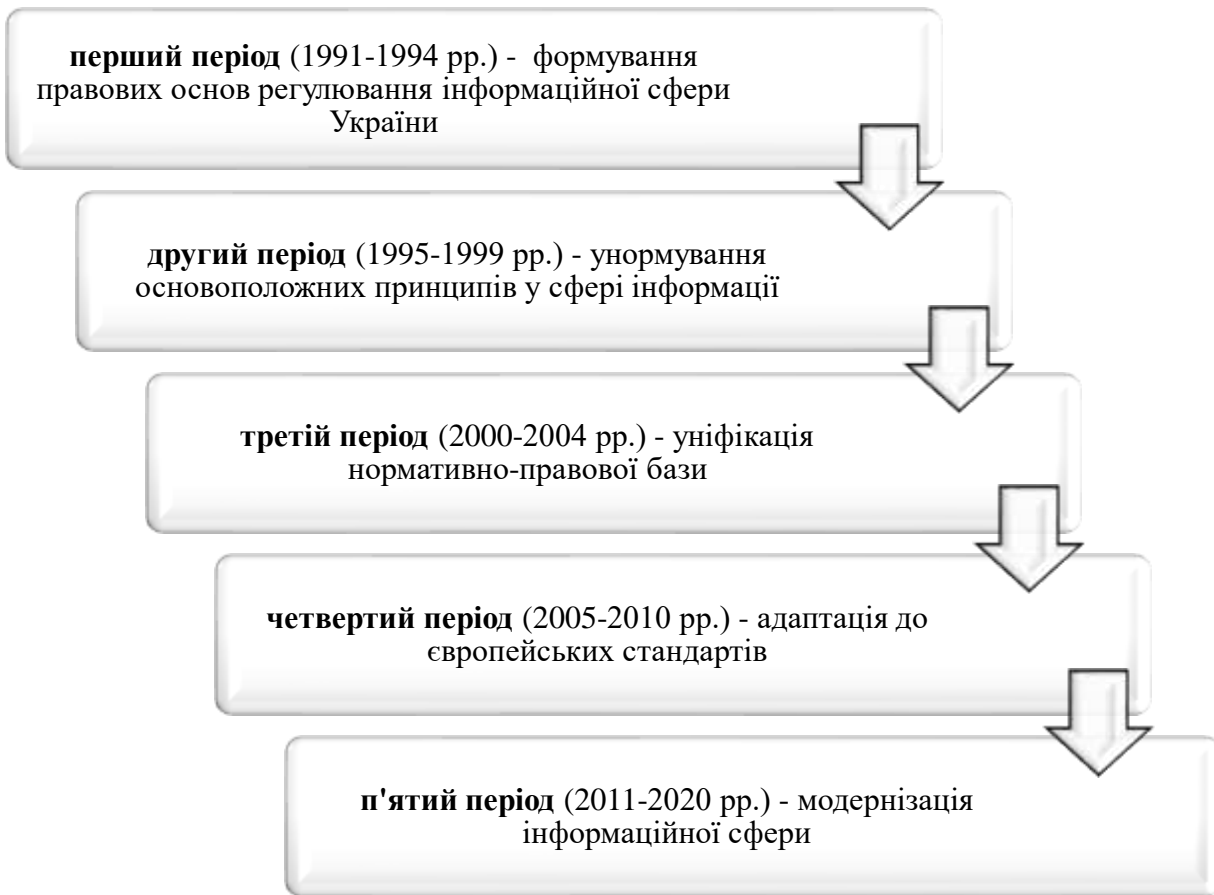 перший період (1991-1994 рр.) - формування
правових основ регулювання інформаційної сфери
України
другий період (1995-1999 рр.) - унормування
основоположних принципів у сфері інформації
третій період (2000-2004 рр.) - уніфікація
нормативно-правової бази
четвертий період (2005-2010 рр.) - адаптація до
європейських стандартів
п'ятий період (2011-2020 рр.) - модернізація
інформаційної сфери